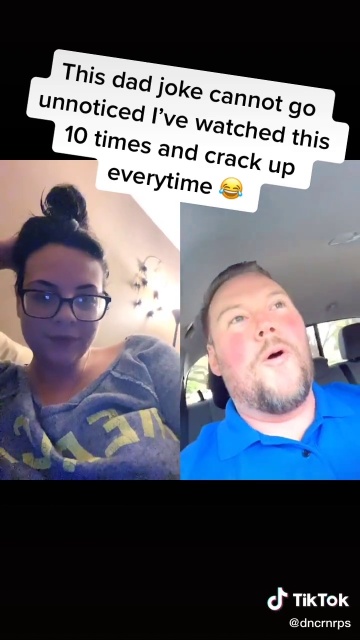 This dad joke cannot go
unnoticed I've watched this
10 times and crack up
everytime 😂
TikTok
@dncrnrps